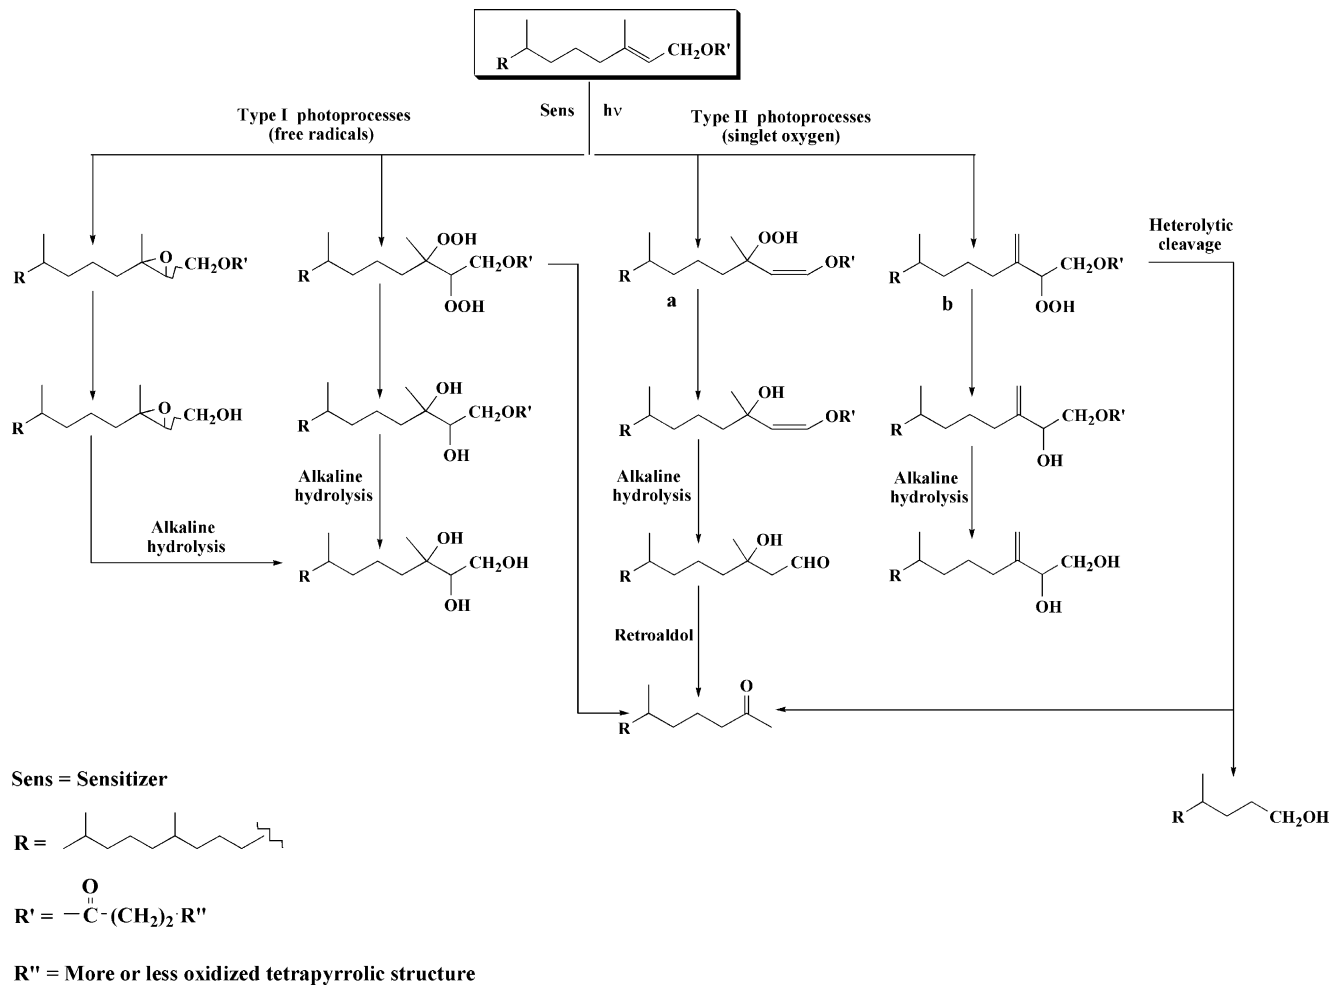 R
CH2OR'
Sens hν
Type I photoprocesses
(free radicals)
Type II photoprocesses
(singlet oxygen)
Heterolytic
cleavage
R
O
CH2OR'
R
OOH
CH2OR'
OOH
R
OOH
OR'
a
R
CH2OR'
OOH
b
R
O
CH2OH
R
OH
CH2OR'
OH
R
OH
OR'
R
CH2OR'
OH
Alkaline
hydrolysis
Alkaline
hydrolysis
Alkaline
hydrolysis
Alkaline
hydrolysis
R
OH
CH2OH
OH
R
OH
CHO
R
CH2OH
OH
Retroaldol
R
O
R
CH2OH
Sens = Sensitizer
R =
R' = –C-(CH2)2-R''
O
R'' = More or less oxidized tetrapyrrolic structure